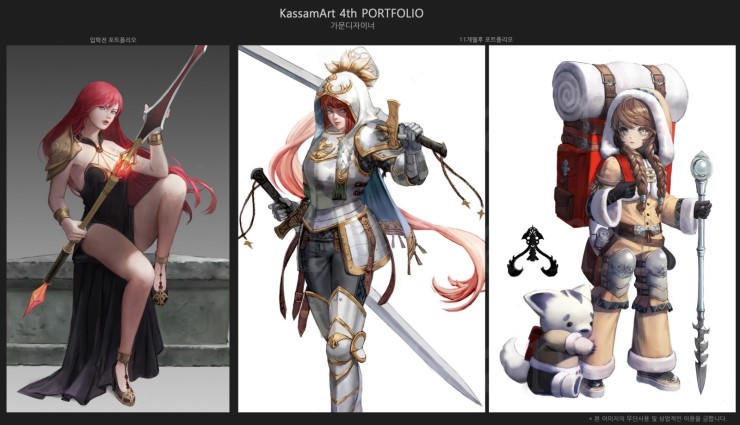 KassamArt 4th PORTFOLIO
가문디자이너
입학전 포트폴리오
11개월후 포트폴리오
* 본 이미지의 무단사용 및 상업적인 이용을 금합니다.